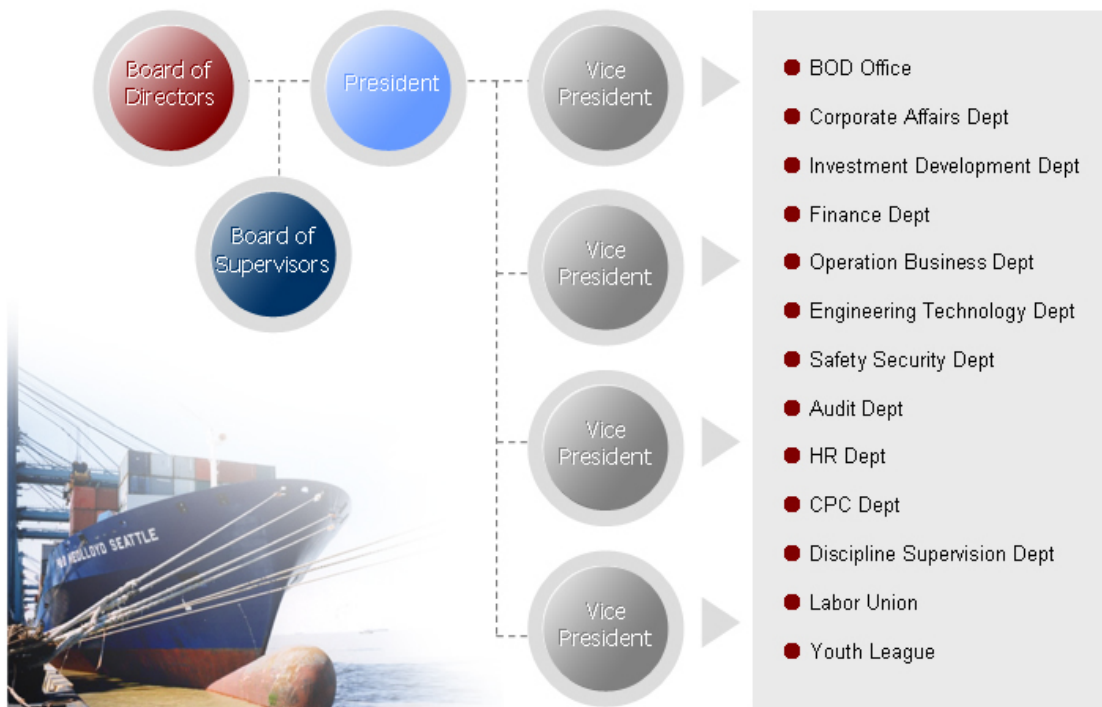 Board of
Directors
President
Board of
Supervisors
Vice
President
Vice
President
Vice
President
Vice
President
BOD Office
Corporate Affairs Dept
Investment Development Dept
Finance Dept
Operation Business Dept
Engineering Technology Dept
Safety Security Dept
Audit Dept
HR Dept
CPC Dept
Discipline Supervision Dept
Labor Union
Youth League
NEDLLOYD SEATTLE